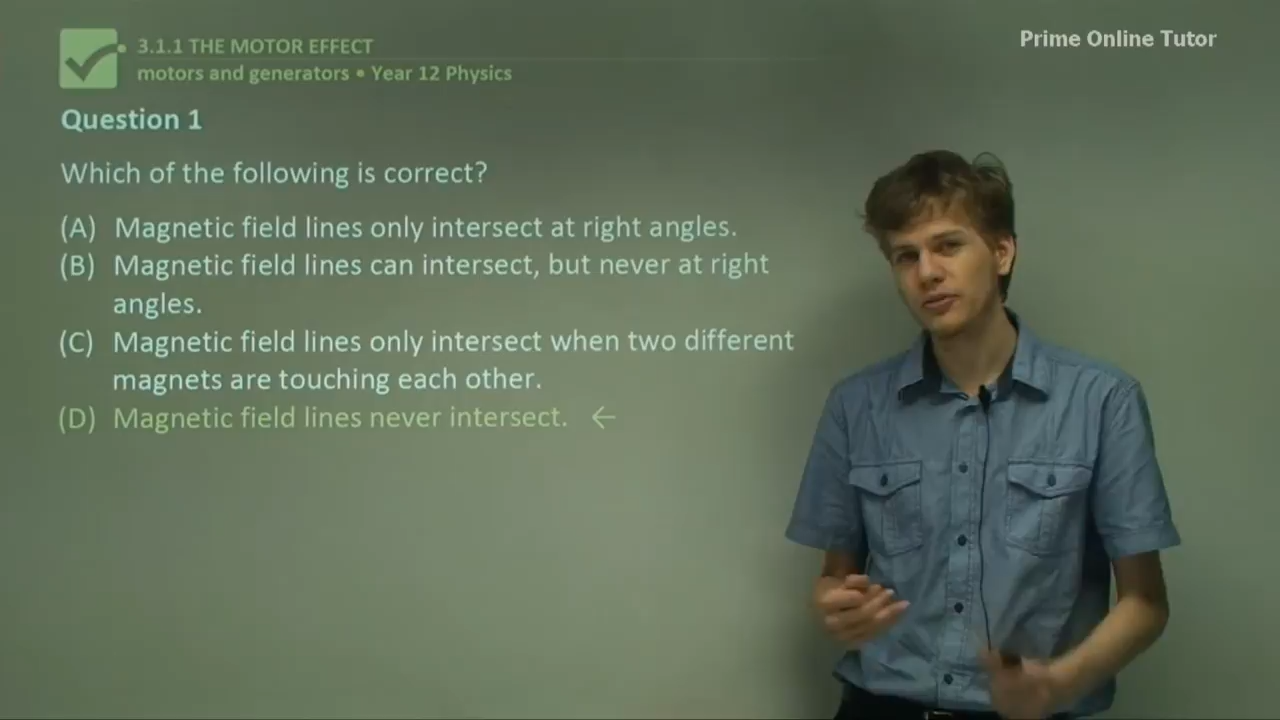 3.1.1 THE MOTOR EFFECT
Prime Online Tutor
motors and generators • Year 12 Physics
Question 1
Which of the following is correct?
(A) Magnetic field lines only intersect at right angles.
(B) Magnetic field lines can intersect, but never at right
angles.
(C) Magnetic field lines only intersect when two different
magnets are touching each other.
(D) Magnetic field lines never intersect. ←